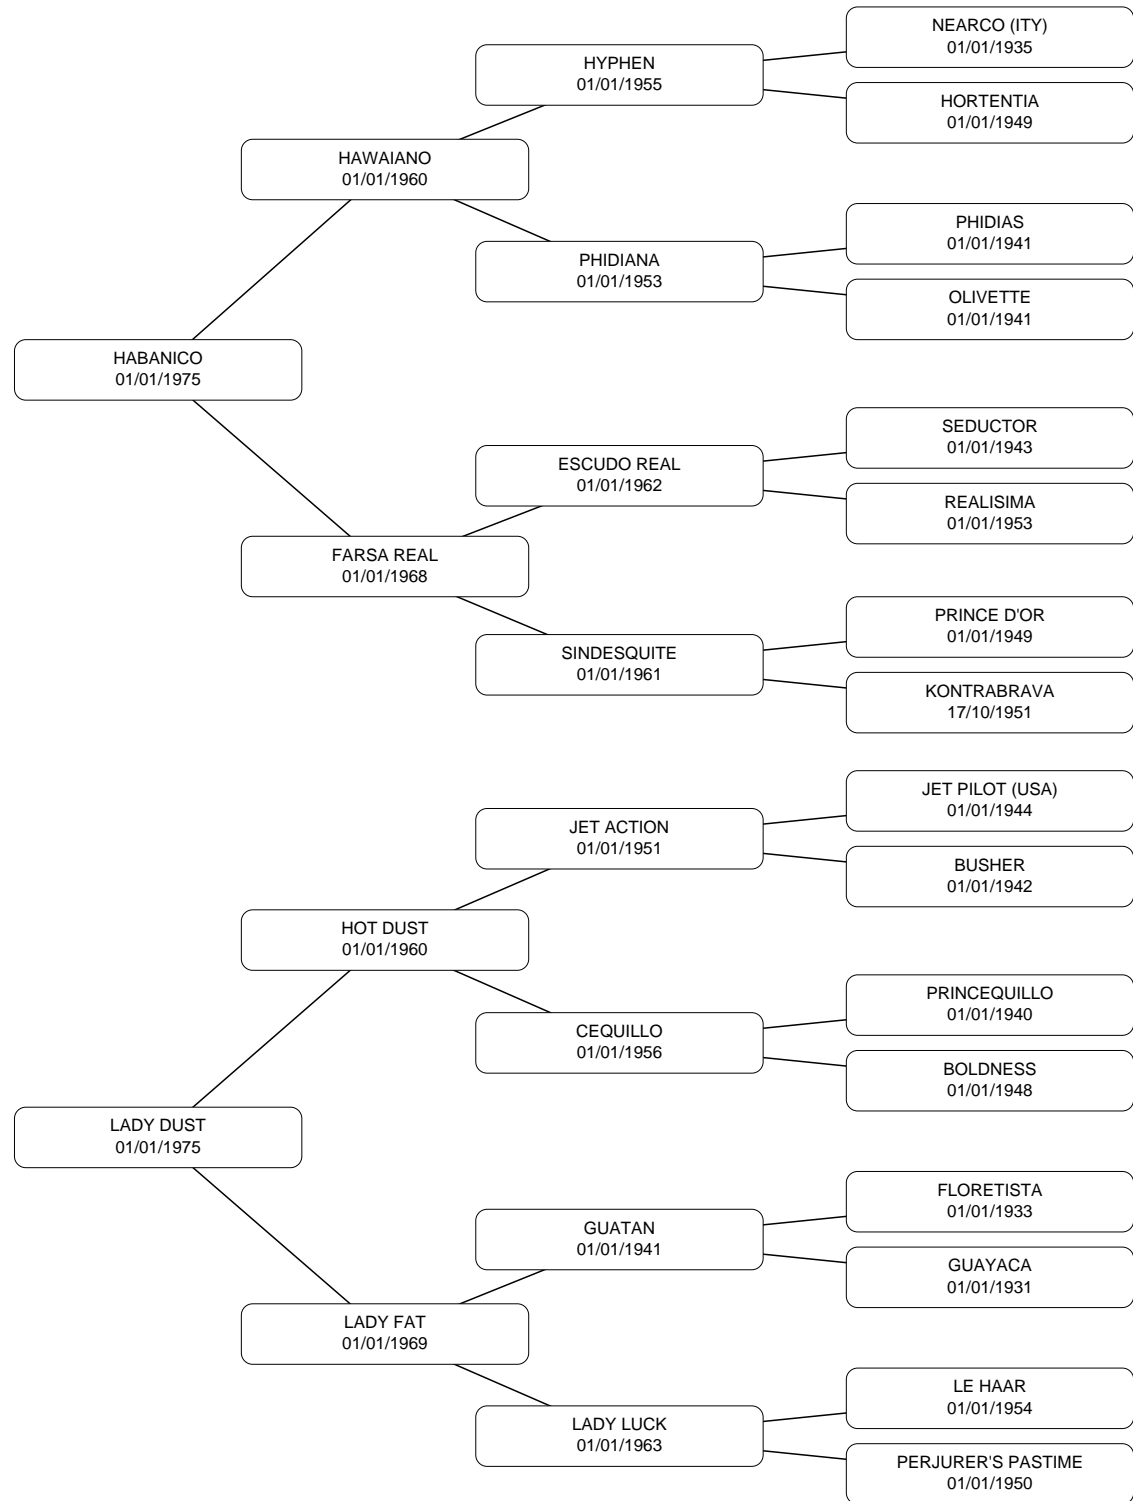 NEARCO (ITY)
01/01/1935
HYPHEN
01/01/1955
HORTENTIA
01/01/1949
HAWAIANO
01/01/1960
PHIDIAS
01/01/1941
PHIDIANA
01/01/1953
OLIVETTE
01/01/1941
HABANICO
01/01/1975
SEDUCTOR
01/01/1943
ESCUDO REAL
01/01/1962
REALISIMA
01/01/1953
FARSA REAL
01/01/1968
PRINCE D'OR
01/01/1949
SINDESQUITE
01/01/1961
KONTRABRAVA
17/10/1951
JET PILOT (USA)
01/01/1944
JET ACTION
01/01/1951
BUSHER
01/01/1942
HOT DUST
01/01/1960
PRINCEQUILLO
01/01/1940
CEQUILLO
01/01/1956
BOLDNESS
01/01/1948
LADY DUST
01/01/1975
FLORETISTA
01/01/1933
GUATAN
01/01/1941
GUAYACA
01/01/1931
LADY FAT
01/01/1969
LE HAAR
01/01/1954
LADY LUCK
01/01/1963
PERJURER'S PASTIME
01/01/1950